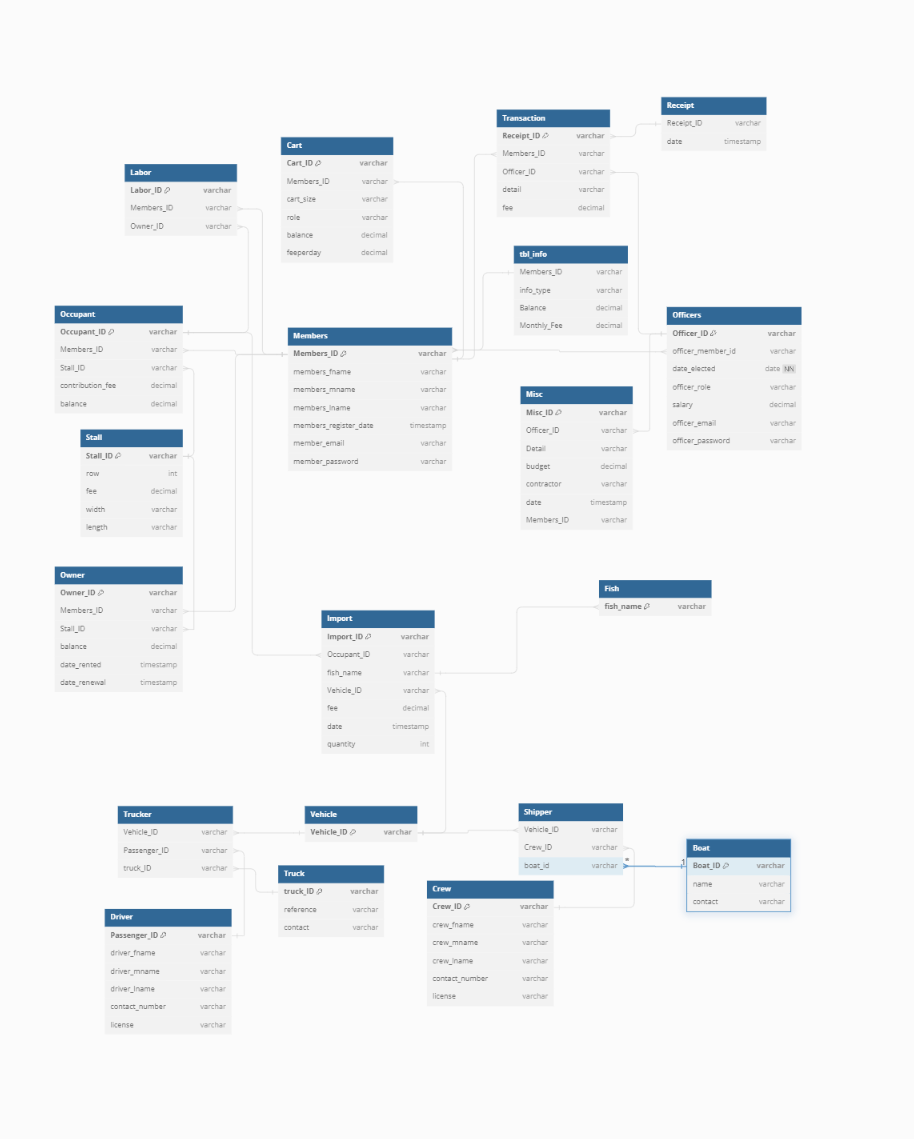 Receipt
Receipt_ID varchar
date timestamp
Transaction
Receipt_ID varchar
Members_ID varchar
Officer_ID varchar
detail varchar
fee decimal
Cart
Cart_ID varchar
Members_ID varchar
cart_size varchar
role varchar
balance decimal
feeperday decimal
Labor
Labor_ID varchar
Members_ID varchar
Owner_ID varchar
tbl_info
Members_ID varchar
info_type varchar
Balance decimal
Monthly_Fee decimal
Occupant
Occupant_ID varchar
Members_ID varchar
Stall_ID varchar
contribution_fee decimal
balance decimal
Members
Members_ID varchar
members_fname varchar
members_mname varchar
members_lname varchar
members_register_date timestamp
member_email varchar
member_password varchar
Officers
Officer_ID varchar
officer_member_id varchar
date_elected date NN
officer_role varchar
salary decimal
officer_email varchar
officer_password varchar
Misc
Misc_ID varchar
Officer_ID varchar
Detail varchar
budget decimal
contractor varchar
date timestamp
Members_ID varchar
Stall
Stall_ID varchar
row int
fee decimal
width varchar
length varchar
Owner
Owner_ID varchar
Members_ID varchar
Stall_ID varchar
balance decimal
date_rented timestamp
date_renewal timestamp
Fish
fish_name varchar
Import
Import_ID varchar
Occupant_ID varchar
fish_name varchar
Vehicle_ID varchar
fee decimal
date timestamp
quantity int
Trucker
Vehicle_ID varchar
Passenger_ID varchar
truck_ID varchar
Vehicle
Vehicle_ID varchar
Shipper
Vehicle_ID varchar
Crew_ID varchar
boat_id varchar
* 1
Boat
Boat_ID varchar
name varchar
contact varchar
Truck
truck_ID varchar
reference varchar
contact varchar
Crew
Crew_ID varchar
crew_fname varchar
crew_mname varchar
crew_lname varchar
contact_number varchar
license varchar
Driver
Passenger_ID varchar
driver_fname varchar
driver_mname varchar
driver_lname varchar
contact_number varchar
license varchar